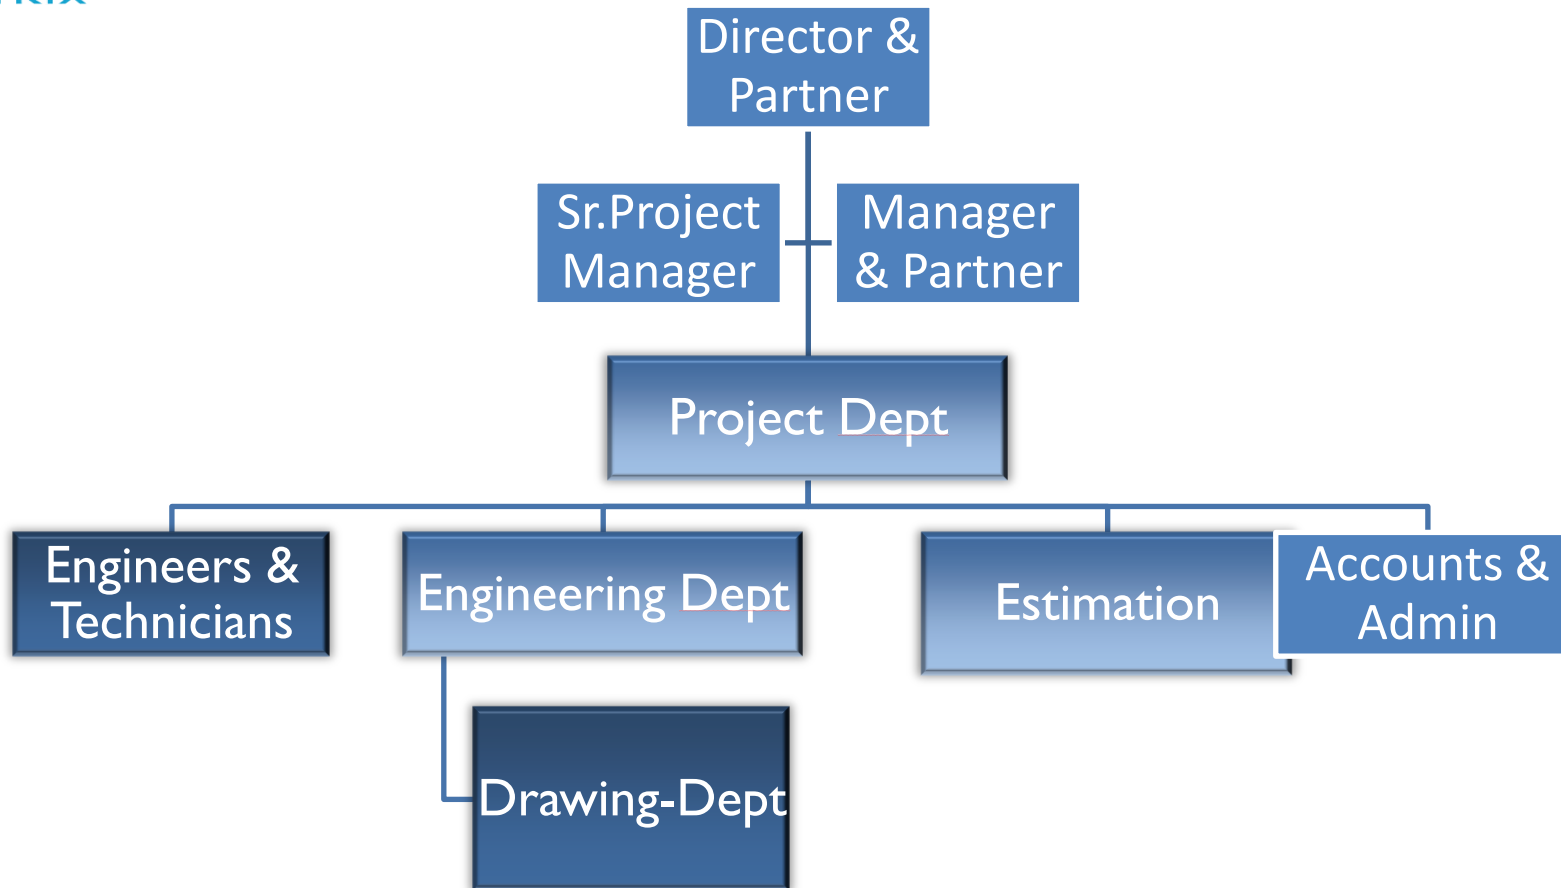 Director &
Partner
Sr.Project
Manager
Manager
& Partner
Project Dept
Engineers &
Technicians
Engineering Dept
Estimation
Accounts &
Admin
Drawing-Dept